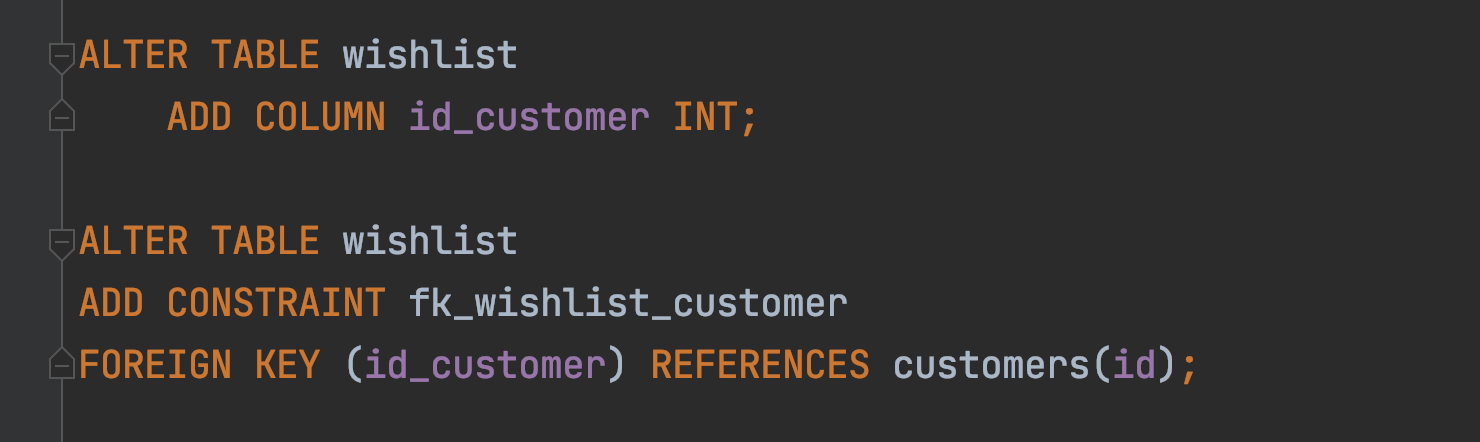 ALTER TABLE wishlist
    ADD COLUMN id_customer INT;

ALTER TABLE wishlist
ADD CONSTRAINT fk_wishlist_customer
FOREIGN KEY (id_customer) REFERENCES customers(id);